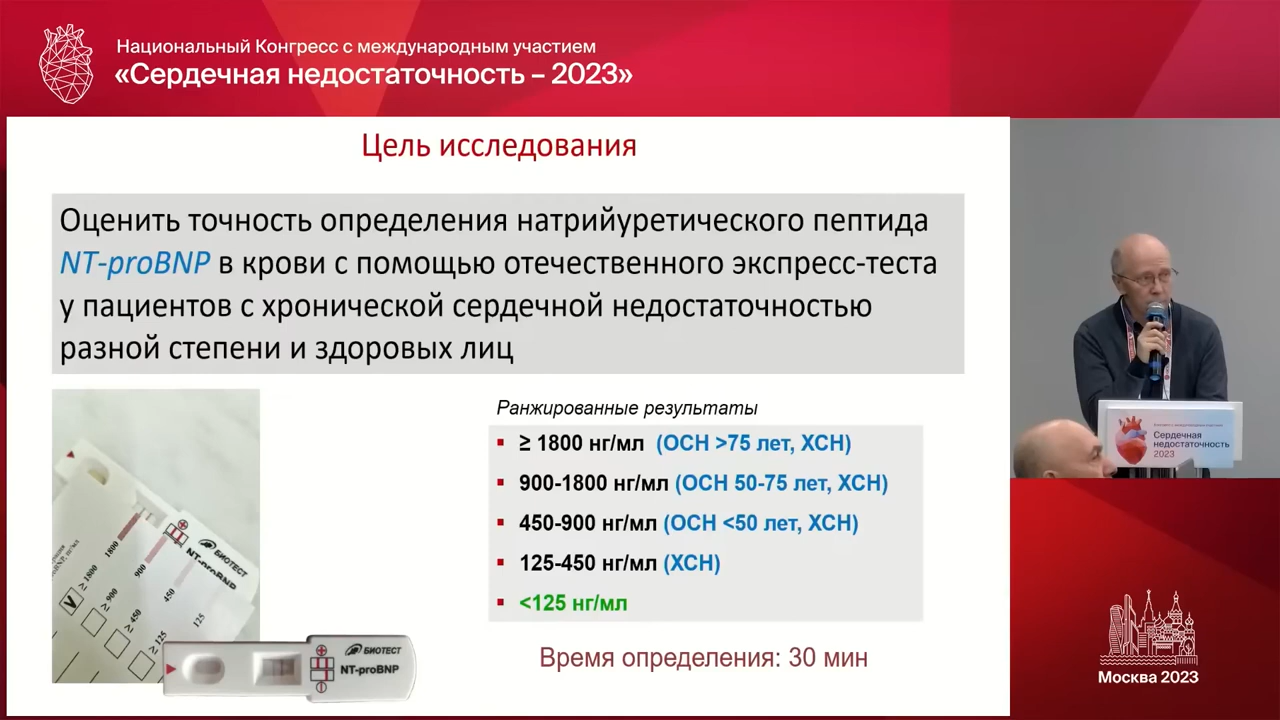 Национальный Конгресс с международным участием
«Сердечная недостаточность – 2023»
Цель исследования
Оценить точность определения натрийуретического пептида
NT-proBNP в крови с помощью отечественного экспресс-теста
у пациентов с хронической сердечной недостаточностью
разной степени и здоровых лиц
Ранжированные результаты
≥ 1800 нг/мл (ОСН >75 лет, ХСН)
900-1800 нг/мл (ОСН 50-75 лет, ХСН)
450-900 нг/мл (ОСН <50 лет, ХСН)
125-450 нг/мл (ХСН)
<125 нг/мл
Время определения: 30 мин
БИОТЕСТ
NT-proBNP
1800
900
450
125
V ≥ 1800
≥ 900
≥ 450
≥ 125
БИОТЕСТ
NT-proBNP
Сердечная
недостаточность
2023
Москва 2023